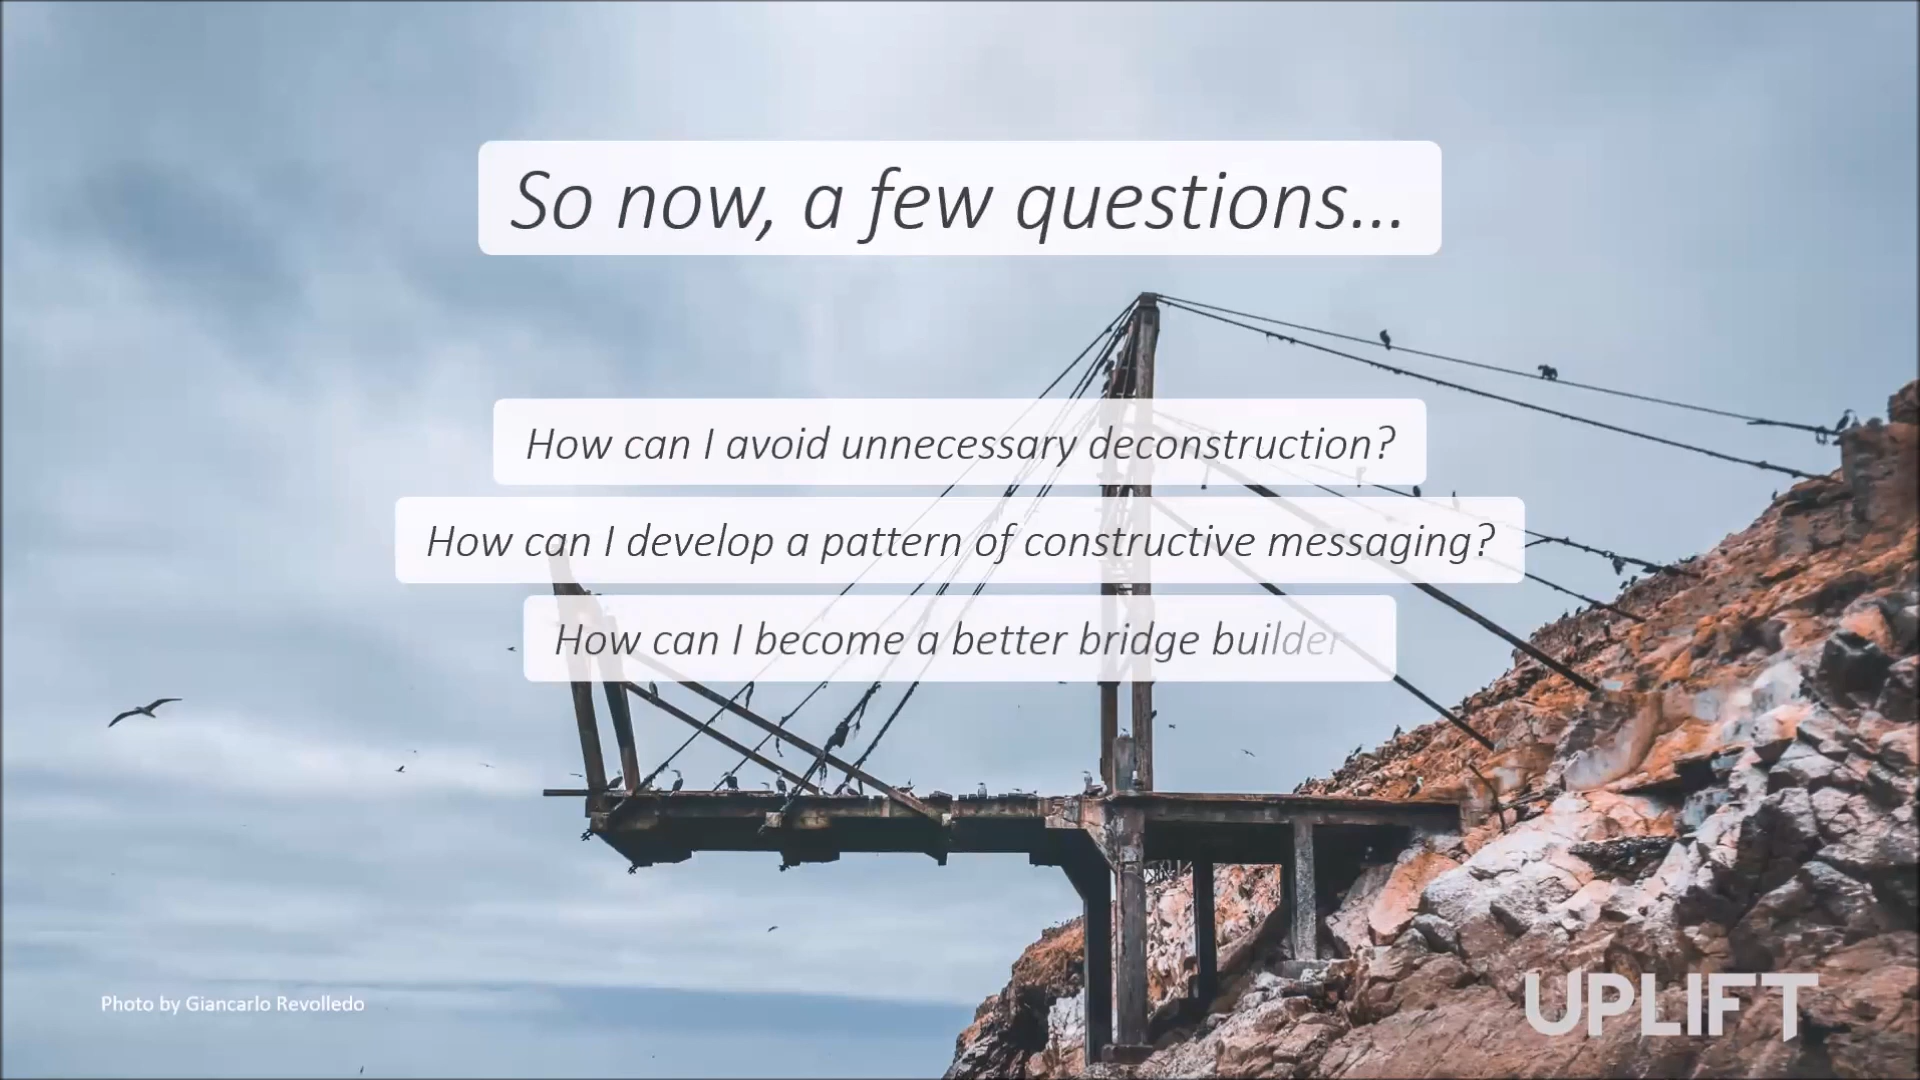 So now, a few questions...
How can I avoid unnecessary deconstruction?
How can I develop a pattern of constructive messaging?
How can I become a better bridge builder
Photo by Giancarlo Revolledo
UPLIFT